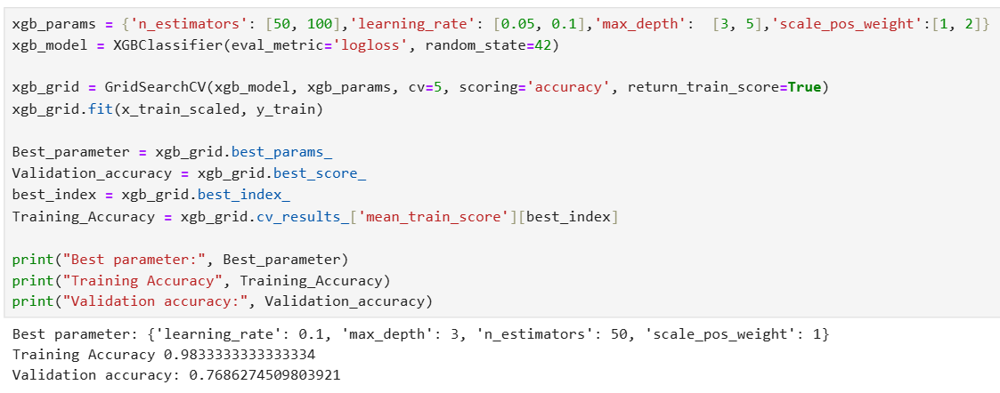 xgb_params = {'n_estimators': [50, 100],'learning_rate': [0.05, 0.1],'max_depth':  [3, 5],'scale_pos_weight':[1, 2]}
xgb_model = XGBClassifier(eval_metric='logloss', random_state=42)

xgb_grid = GridSearchCV(xgb_model, xgb_params, cv=5, scoring='accuracy', return_train_score=True)
xgb_grid.fit(x_train_scaled, y_train)

Best_parameter = xgb_grid.best_params_
Validation_accuracy = xgb_grid.best_score_
best_index = xgb_grid.best_index_
Training_Accuracy = xgb_grid.cv_results_['mean_train_score'][best_index]

print("Best parameter:", Best_parameter)
print("Training Accuracy", Training_Accuracy)
print("Validation accuracy:", Validation_accuracy)
Best parameter: {'learning_rate': 0.1, 'max_depth': 3, 'n_estimators': 50, 'scale_pos_weight': 1}
Training Accuracy 0.9833333333333334
Validation accuracy: 0.7686274509803921